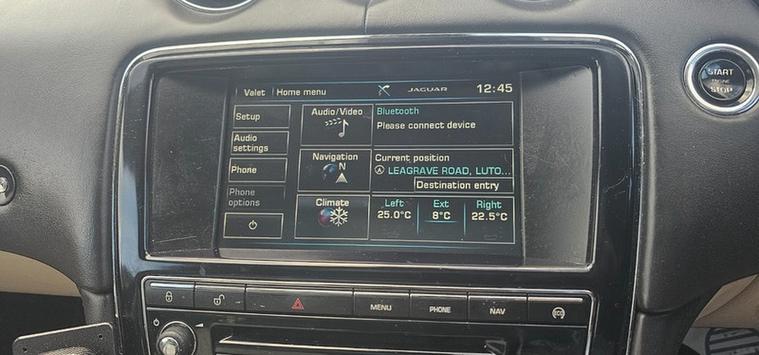 Valet Home menu JAGUAR 12:45
START
ENGINE
STOP
Setup
Audio/Video
Bluetooth
Please connect device
Audio
settings
Navigation
N
Current position
LEAGRAVE ROAD, LUTO...
Destination entry
Phone
Phone
options
Climate
Left Ext Right
25.0°C 8°C 22.5°C
MENU PHONE NAV ECO